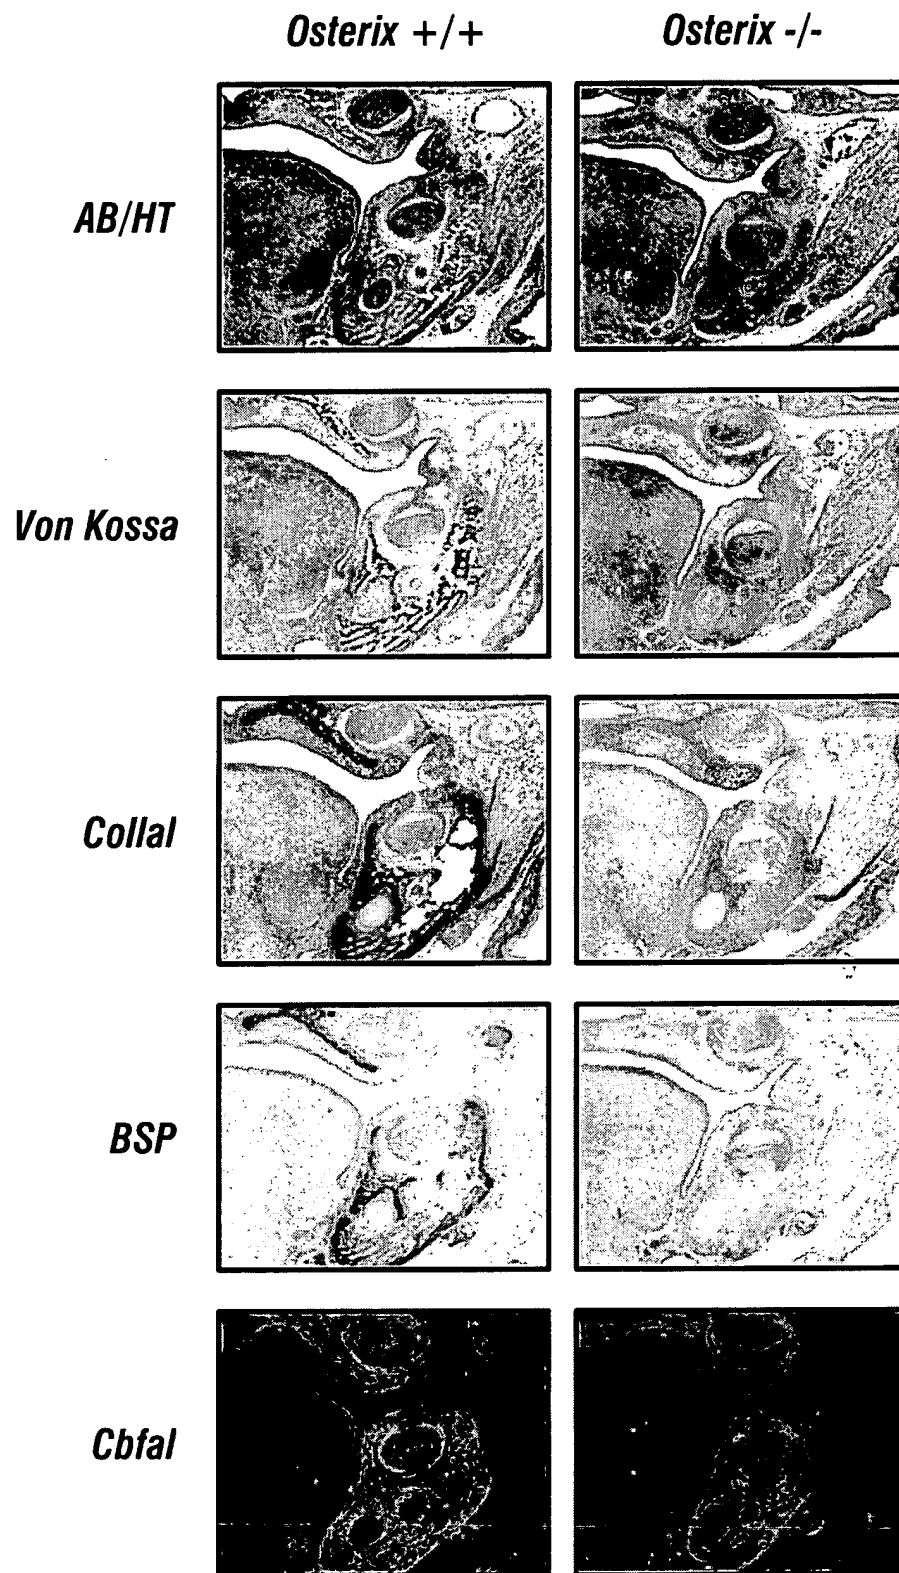 Osterix +/+ Osterix -/-
AB/HT
Von Kossa
Collal
BSP
Cbfal